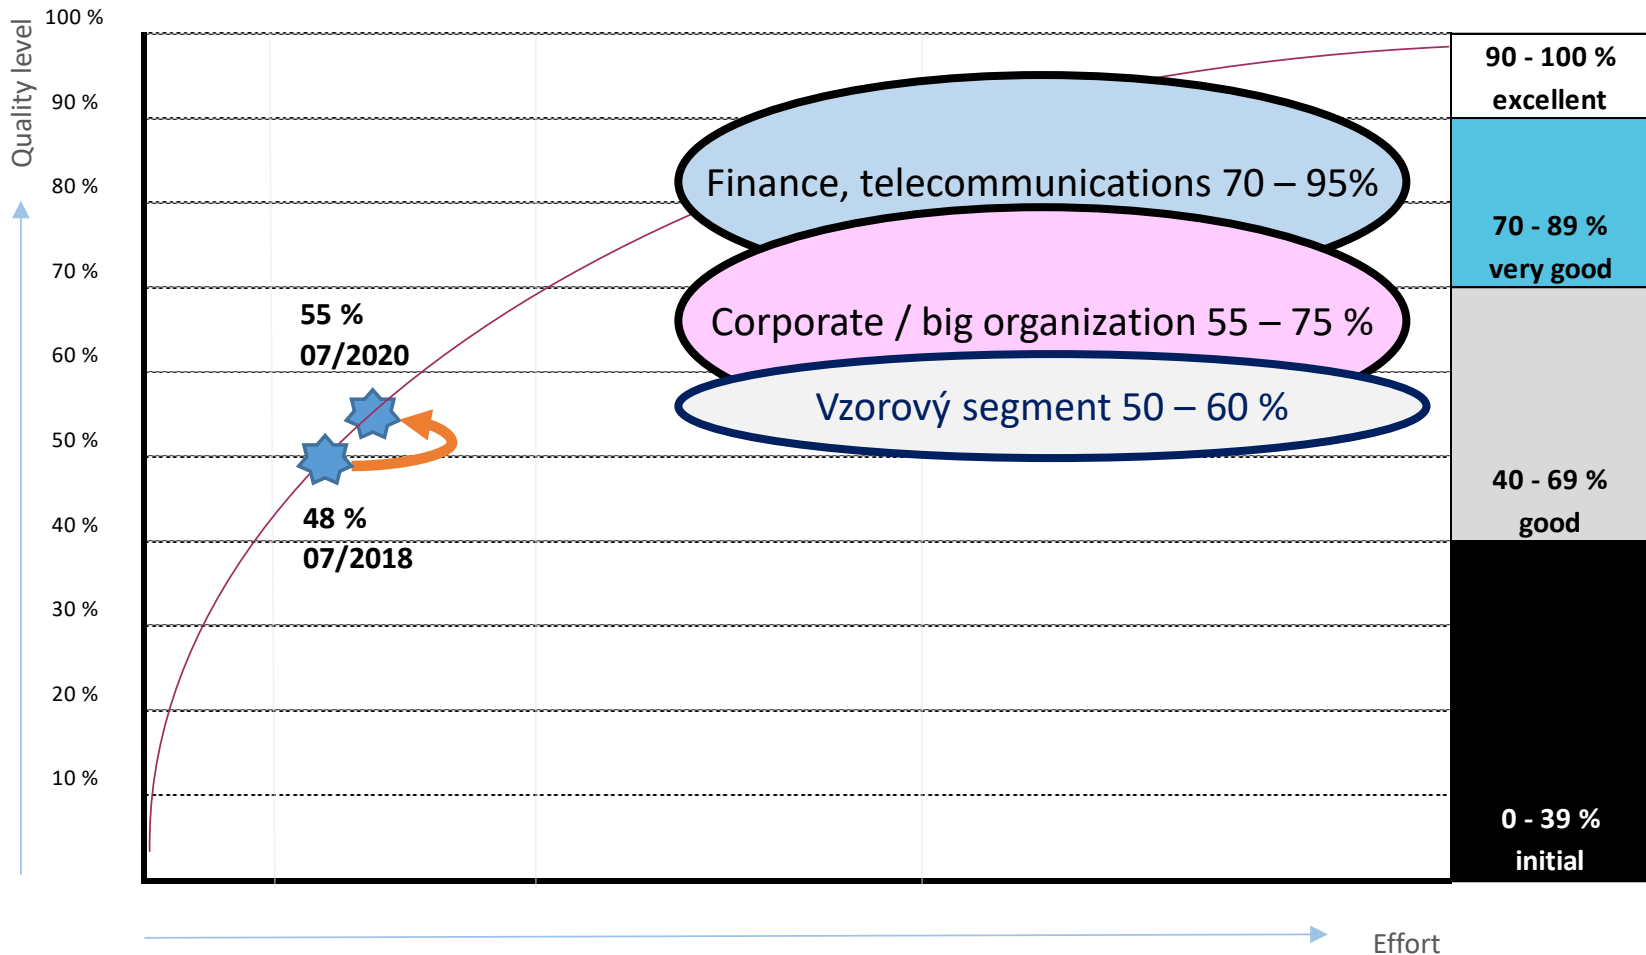 Quality level
100 %
90 %
80 %
70 %
60 %
50 %
40 %
30 %
20 %
10 %
55 %
07/2020
48 %
07/2018
Finance, telecommunications 70 – 95%
Corporate / big organization 55 – 75 %
Vzorový segment 50 – 60 %
90 - 100 %
excellent
70 - 89 %
very good
40 - 69 %
good
0 - 39 %
initial
Effort